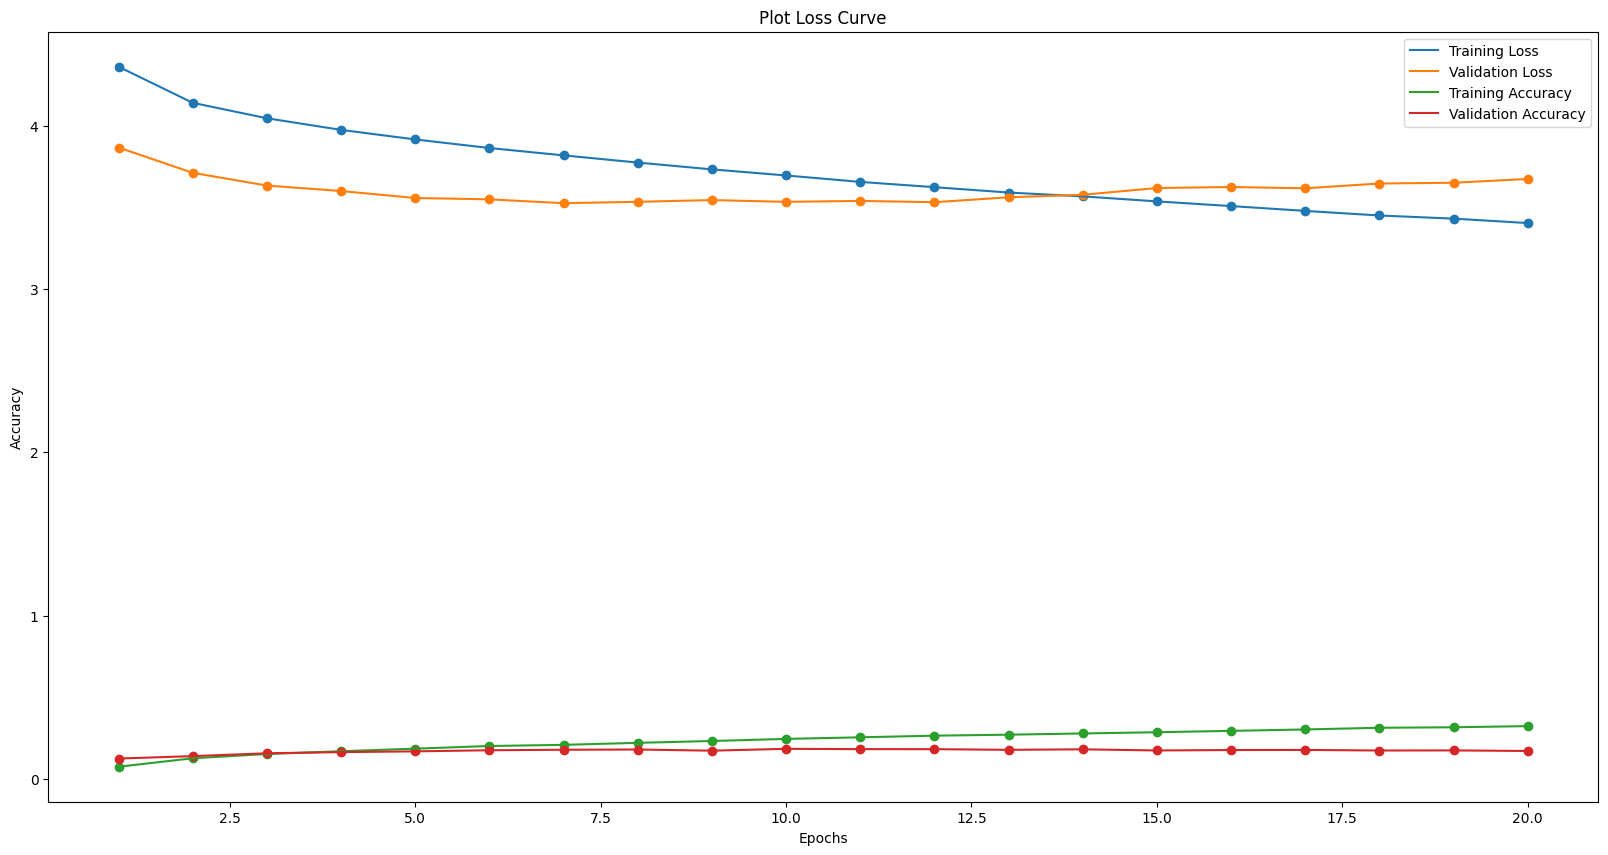 Plot Loss Curve
Training Loss
Validation Loss
Training Accuracy
Validation Accuracy
4
3
2
1
0
Accuracy
2.5 5.0 7.5 10.0 12.5 15.0 17.5 20.0
Epochs